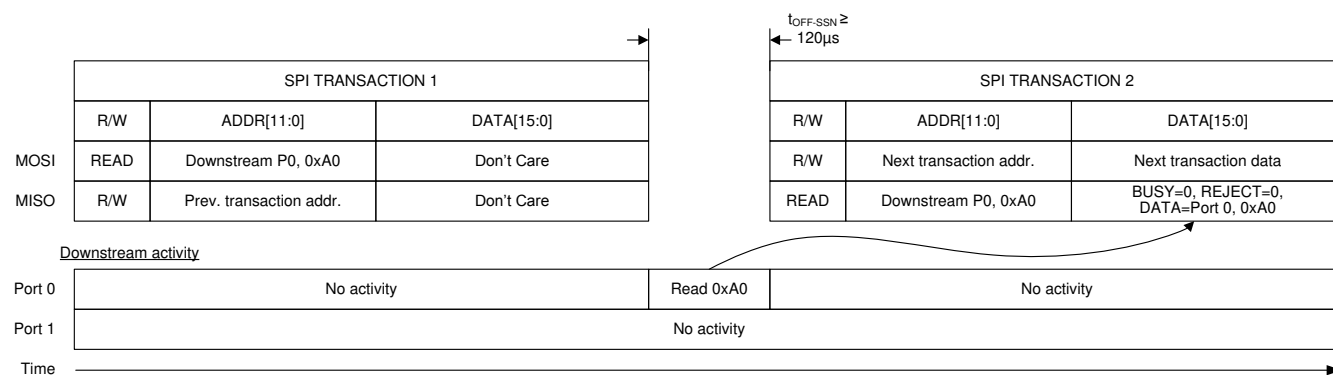 tOFF-SSN ≥
120µs
SPI TRANSACTION 1
SPI TRANSACTION 2
R/W ADDR[11:0] DATA[15:0] R/W ADDR[11:0] DATA[15:0]
MOSI READ Downstream P0, 0xA0 Don't Care R/W Next transaction addr. Next transaction data
MISO R/W Prev. transaction addr. Don't Care READ Downstream P0, 0xA0 BUSY=0, REJECT=0,
DATA=Port 0, 0xA0
Downstream activity
Port 0 No activity Read 0xA0 No activity
Port 1 No activity
Time